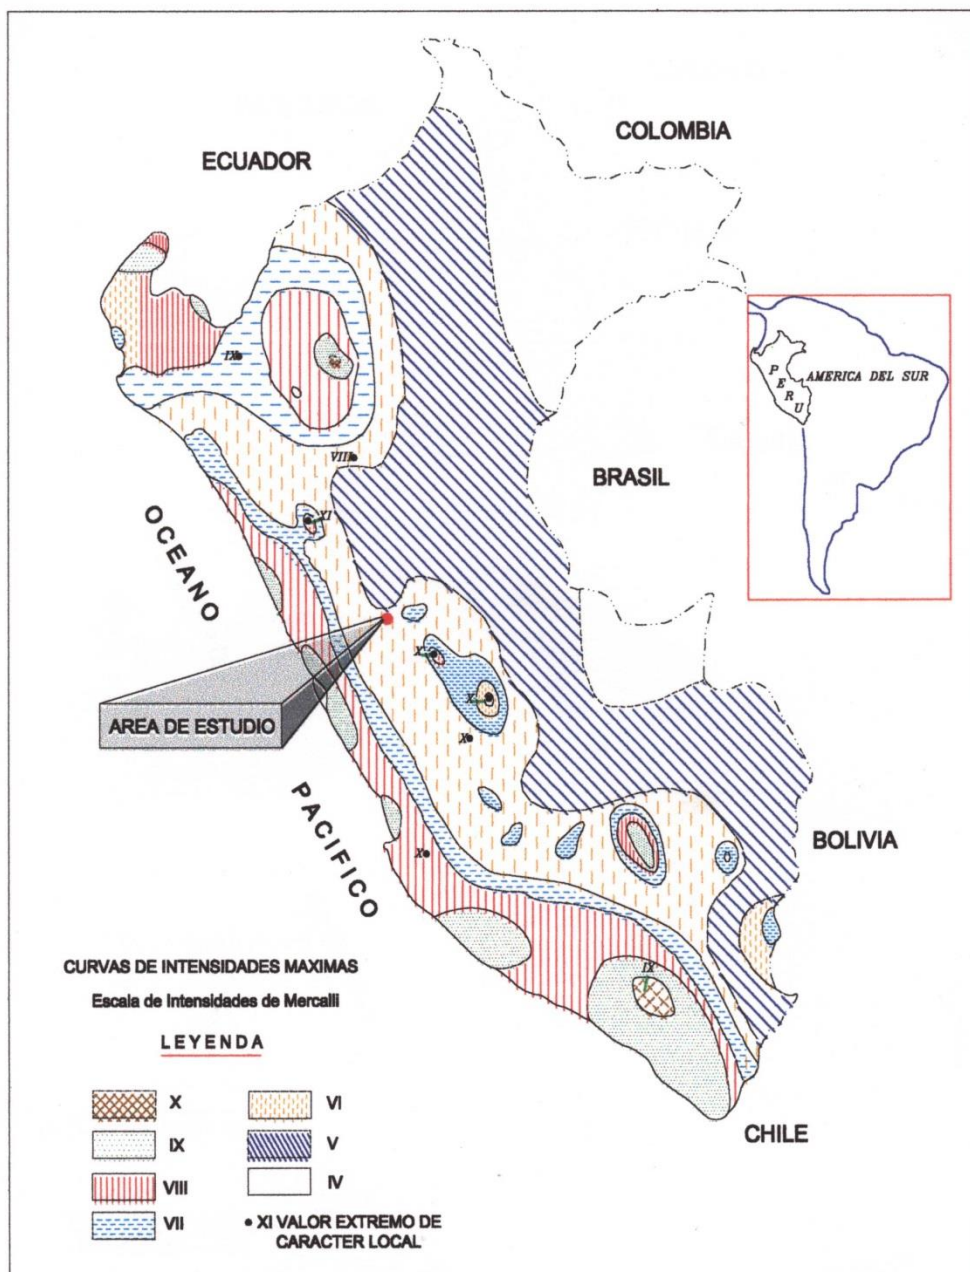 COLOMBIA
ECUADOR
PERU
AMERICA DEL SUR
IX
VIII
BRASIL
XI
OCEANO
X
AREA DE ESTUDIO
X
X
PACIFICO
BOLIVIA
X
CURVAS DE INTENSIDADES MAXIMAS
IX
Escala de Intensidades de Mercalli
LEYENDA
X
VI
IX
V
CHILE
VIII
IV
VII
• XI VALOR EXTREMO DE
CARACTER LOCAL